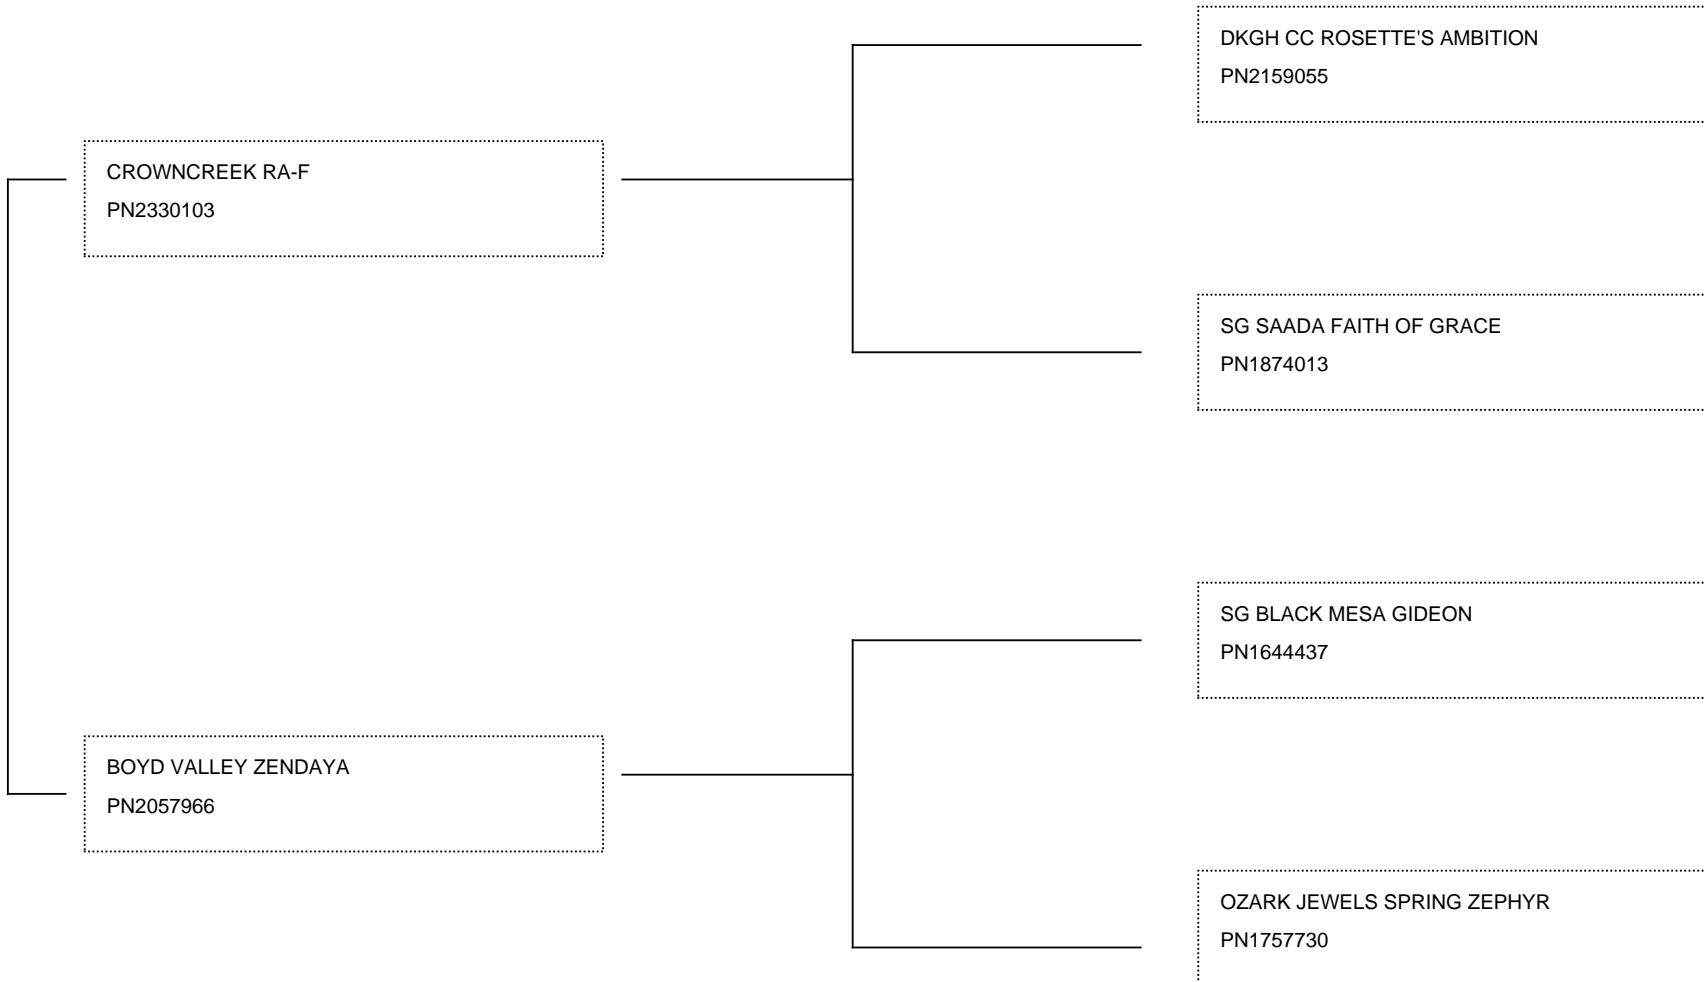 DKGH CC ROSETTE'S AMBITION
PN2159055
CROWNCREEK RA-F
PN2330103
SG SAADA FAITH OF GRACE
PN1874013
SG BLACK MESA GIDEON
PN1644437
BOYD VALLEY ZENDAYA
PN2057966
OZARK JEWELS SPRING ZEPHYR
PN1757730